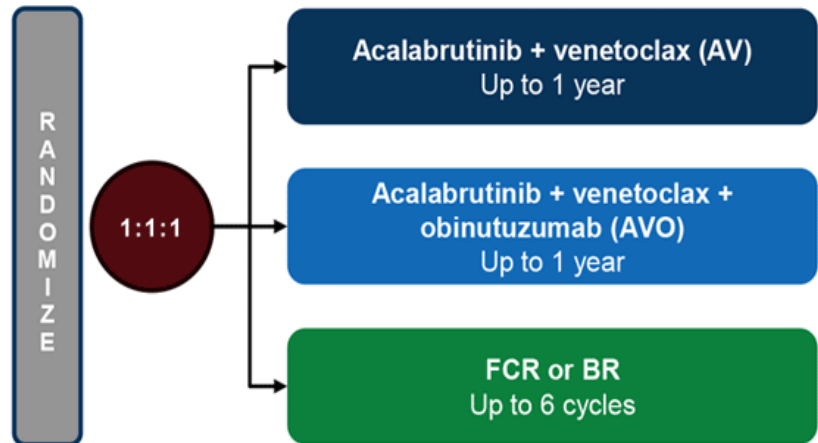 RANDOMIZE
1:1:1
Acalabrutinib + venetoclax (AV)
Up to 1 year
Acalabrutinib + venetoclax +
obinutuzumab (AVO)
Up to 1 year
FCR or BR
Up to 6 cycles